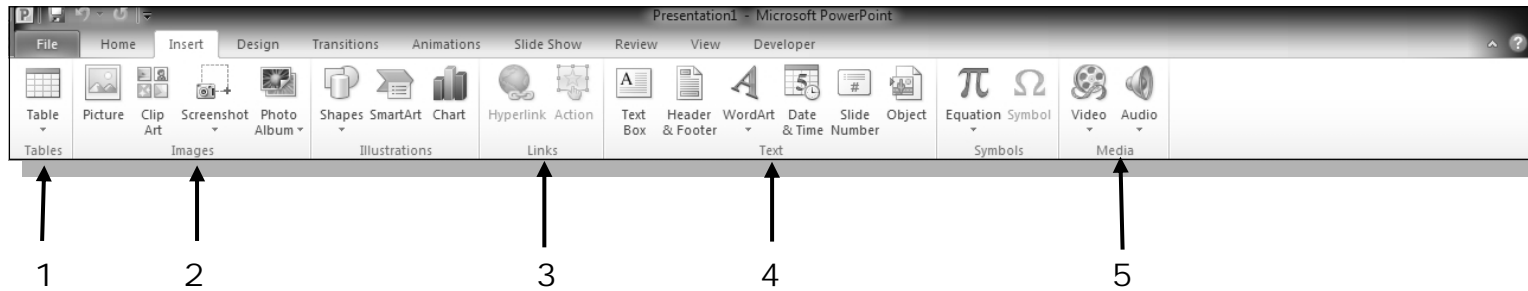 Presentation1 - Microsoft PowerPoint
File Home Insert Design Transitions Animations Slide Show Review View Developer
Table Picture Clip Art Screenshot Photo Album Shapes SmartArt Chart Hyperlink Action Text Box Header & Footer WordArt Date & Time Slide Number Object Equation Symbol Video Audio
Tables Images Illustrations Links Text Symbols Media
1 2 3 4 5